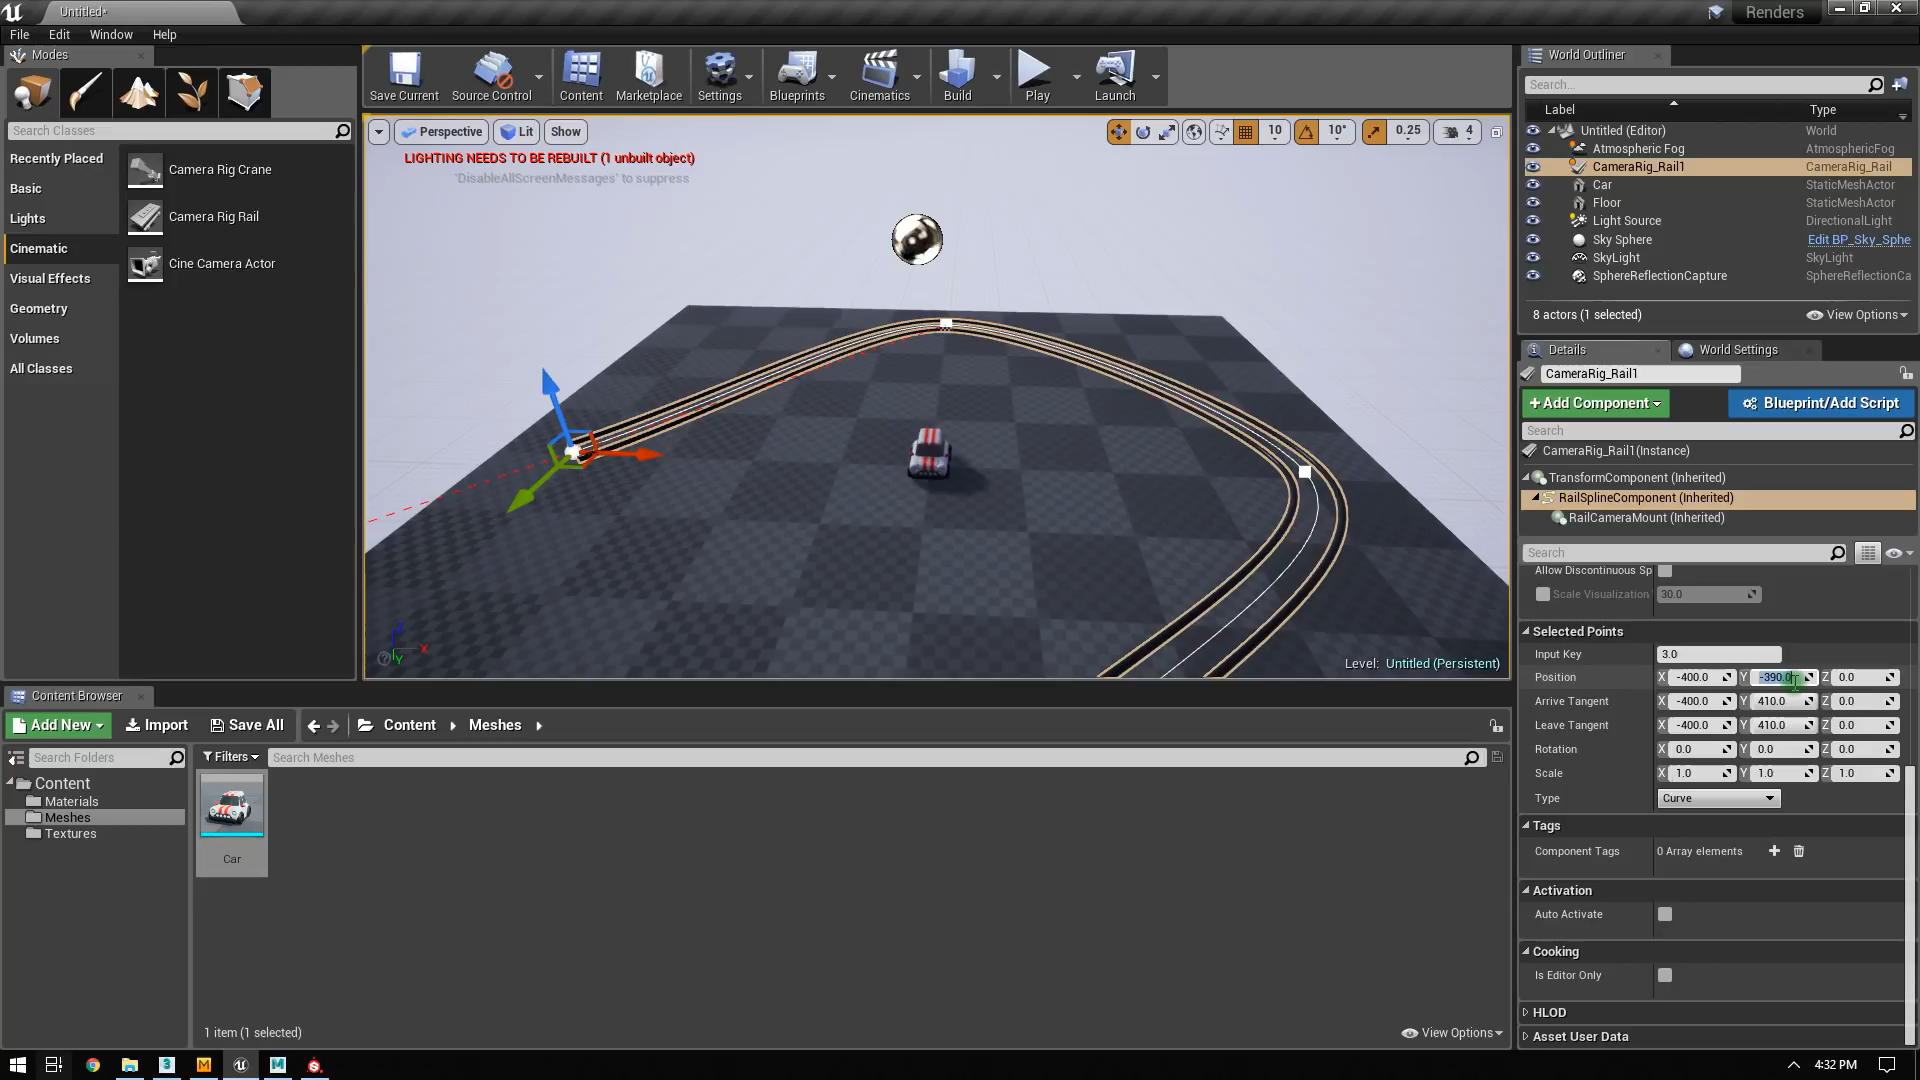 Untitled*
Renders
File Edit Window Help
Modes
Search Classes
Recently Placed
Basic
Lights
Cinematic
Visual Effects
Geometry
Volumes
All Classes
Camera Rig Crane
Camera Rig Rail
Cine Camera Actor
Save Current Source Control Content Marketplace Settings Blueprints Cinematics Build Play Launch
Perspective Lit Show 10 10° 0.25 4
LIGHTING NEEDS TO BE REBUILT (1 unbuilt object)
'DisableAllScreenMessages' to suppress
Z
X
Y
Level: Untitled (Persistent)
World Outliner
Search...
Label Type
Untitled (Editor) World
Atmospheric Fog AtmosphericFog
CameraRig_Rail1 CameraRig_Rail
Car StaticMeshActor
Floor StaticMeshActor
Light Source DirectionalLight
Sky Sphere Edit BP_Sky_Sphe
SkyLight SkyLight
SphereReflectionCapture SphereReflectionCa
8 actors (1 selected) View Options
Details World Settings
CameraRig_Rail1
+Add Component Blueprint/Add Script
Search
CameraRig_Rail1(Instance)
TransformComponent (Inherited)
RailSplineComponent (Inherited)
RailCameraMount (Inherited)
Search
Allow Discontinuous Sp
Scale Visualization 30.0
Selected Points
Input Key 3.0
Position X -400.0 Y -390.0 Z 0.0
Arrive Tangent X -400.0 Y 410.0 Z 0.0
Leave Tangent X -400.0 Y 410.0 Z 0.0
Rotation X 0.0 Y 0.0 Z 0.0
Scale X 1.0 Y 1.0 Z 1.0
Type Curve
Tags
Component Tags 0 Array elements
Activation
Auto Activate
Cooking
Is Editor Only
HLOD
Asset User Data
Content Browser
Add New Import Save All Content Meshes
Search Folders Filters Search Meshes
Content
Materials
Meshes
Textures
Car
1 item (1 selected) View Options
4:32 PM